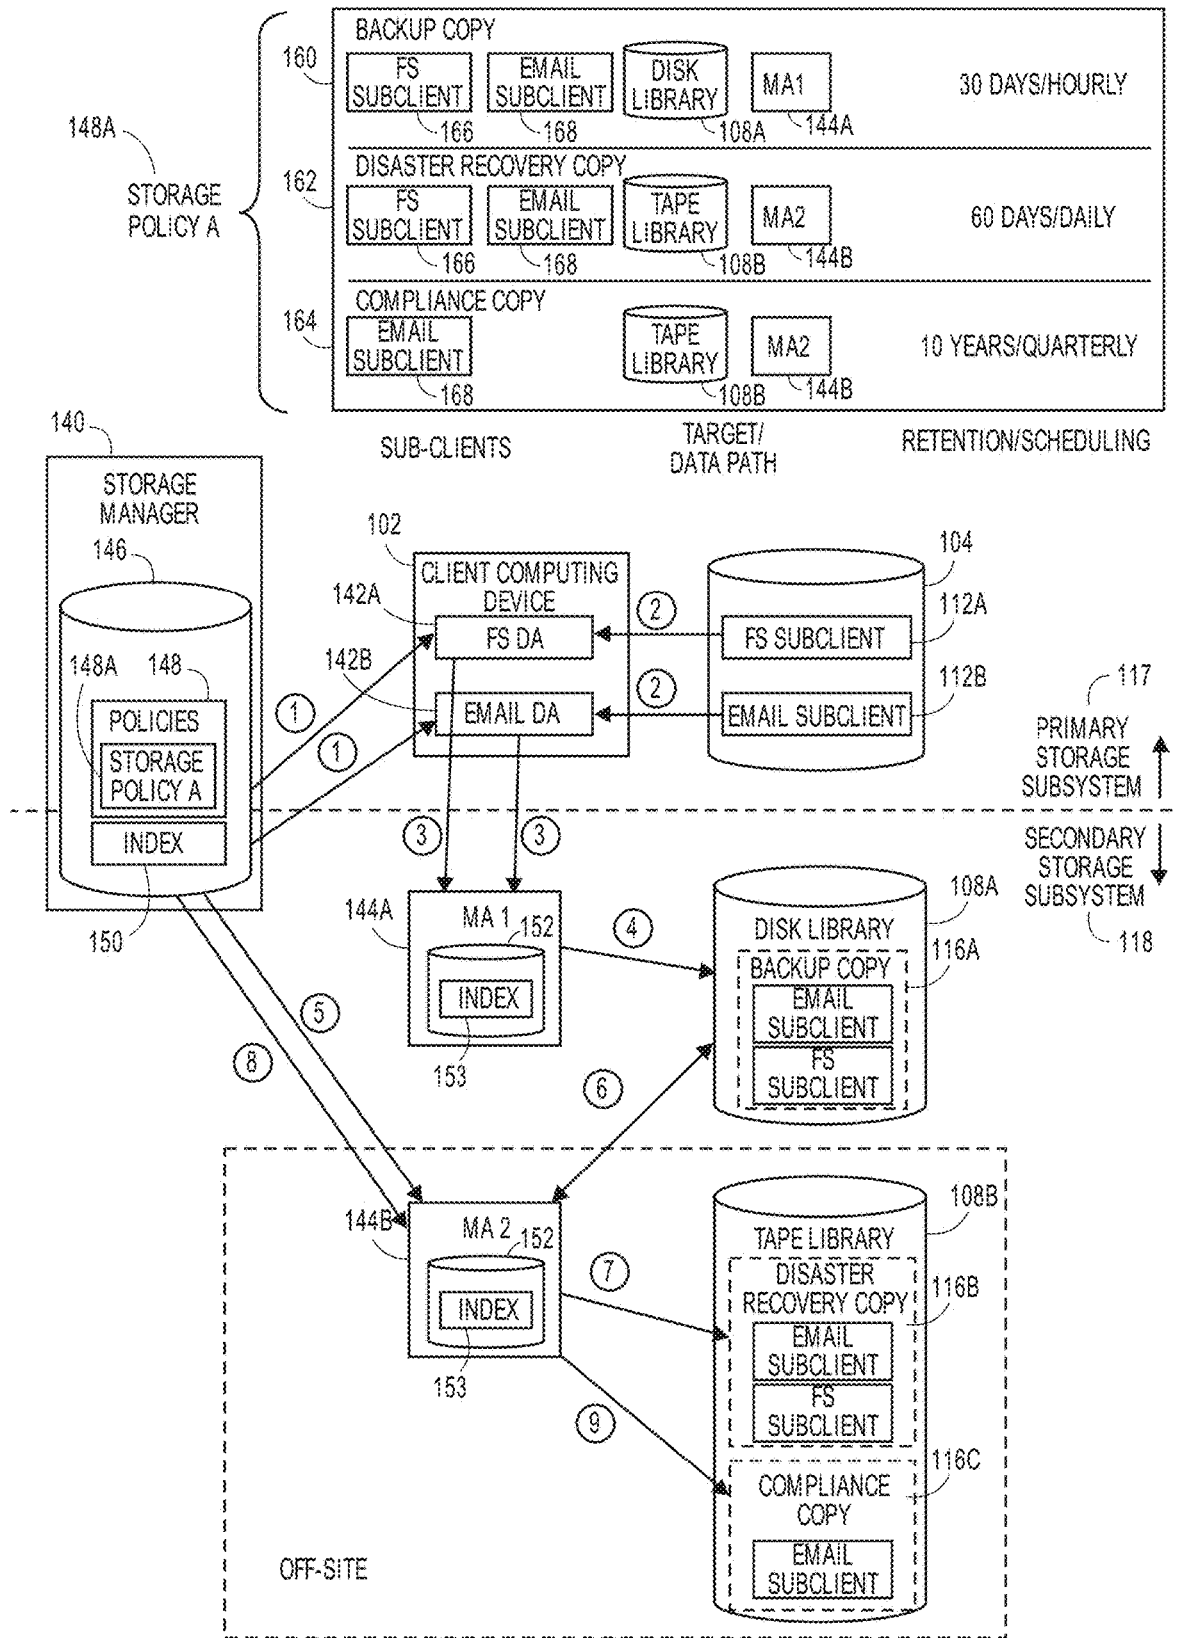 BACKUP COPY
160
FS
SUBCLIENT
166
EMAIL
SUBCLIENT
168
DISK
LIBRARY
108A
MA1
144A
30 DAYS/HOURLY
148A
STORAGE
POLICY A
DISASTER RECOVERY COPY
162
FS
SUBCLIENT
166
EMAIL
SUBCLIENT
168
TAPE
LIBRARY
108B
MA2
144B
60 DAYS/DAILY
COMPLIANCE COPY
164
EMAIL
SUBCLIENT
168
TAPE
LIBRARY
108B
MA2
144B
10 YEARS/QUARTERLY
SUB-CLIENTS
TARGET/
DATA PATH
RETENTION/SCHEDULING
140
STORAGE
MANAGER
146
148A
148
POLICIES
STORAGE
POLICY A
INDEX
150
102
CLIENT COMPUTING
DEVICE
142A
FS DA
142B
EMAIL DA
104
112A
FS SUBCLIENT
112B
EMAIL SUBCLIENT
1
1
2
2
117
PRIMARY
STORAGE
SUBSYSTEM
SECONDARY
STORAGE
SUBSYSTEM
118
3
3
144A
MA 1
152
INDEX
153
4
108A
DISK LIBRARY
116A
BACKUP COPY
EMAIL
SUBCLIENT
FS
SUBCLIENT
5
8
6
144B
MA 2
152
INDEX
153
7
9
108B
TAPE LIBRARY
DISASTER
RECOVERY COPY
116B
EMAIL
SUBCLIENT
FS
SUBCLIENT
116C
COMPLIANCE
COPY
EMAIL
SUBCLIENT
OFF-SITE